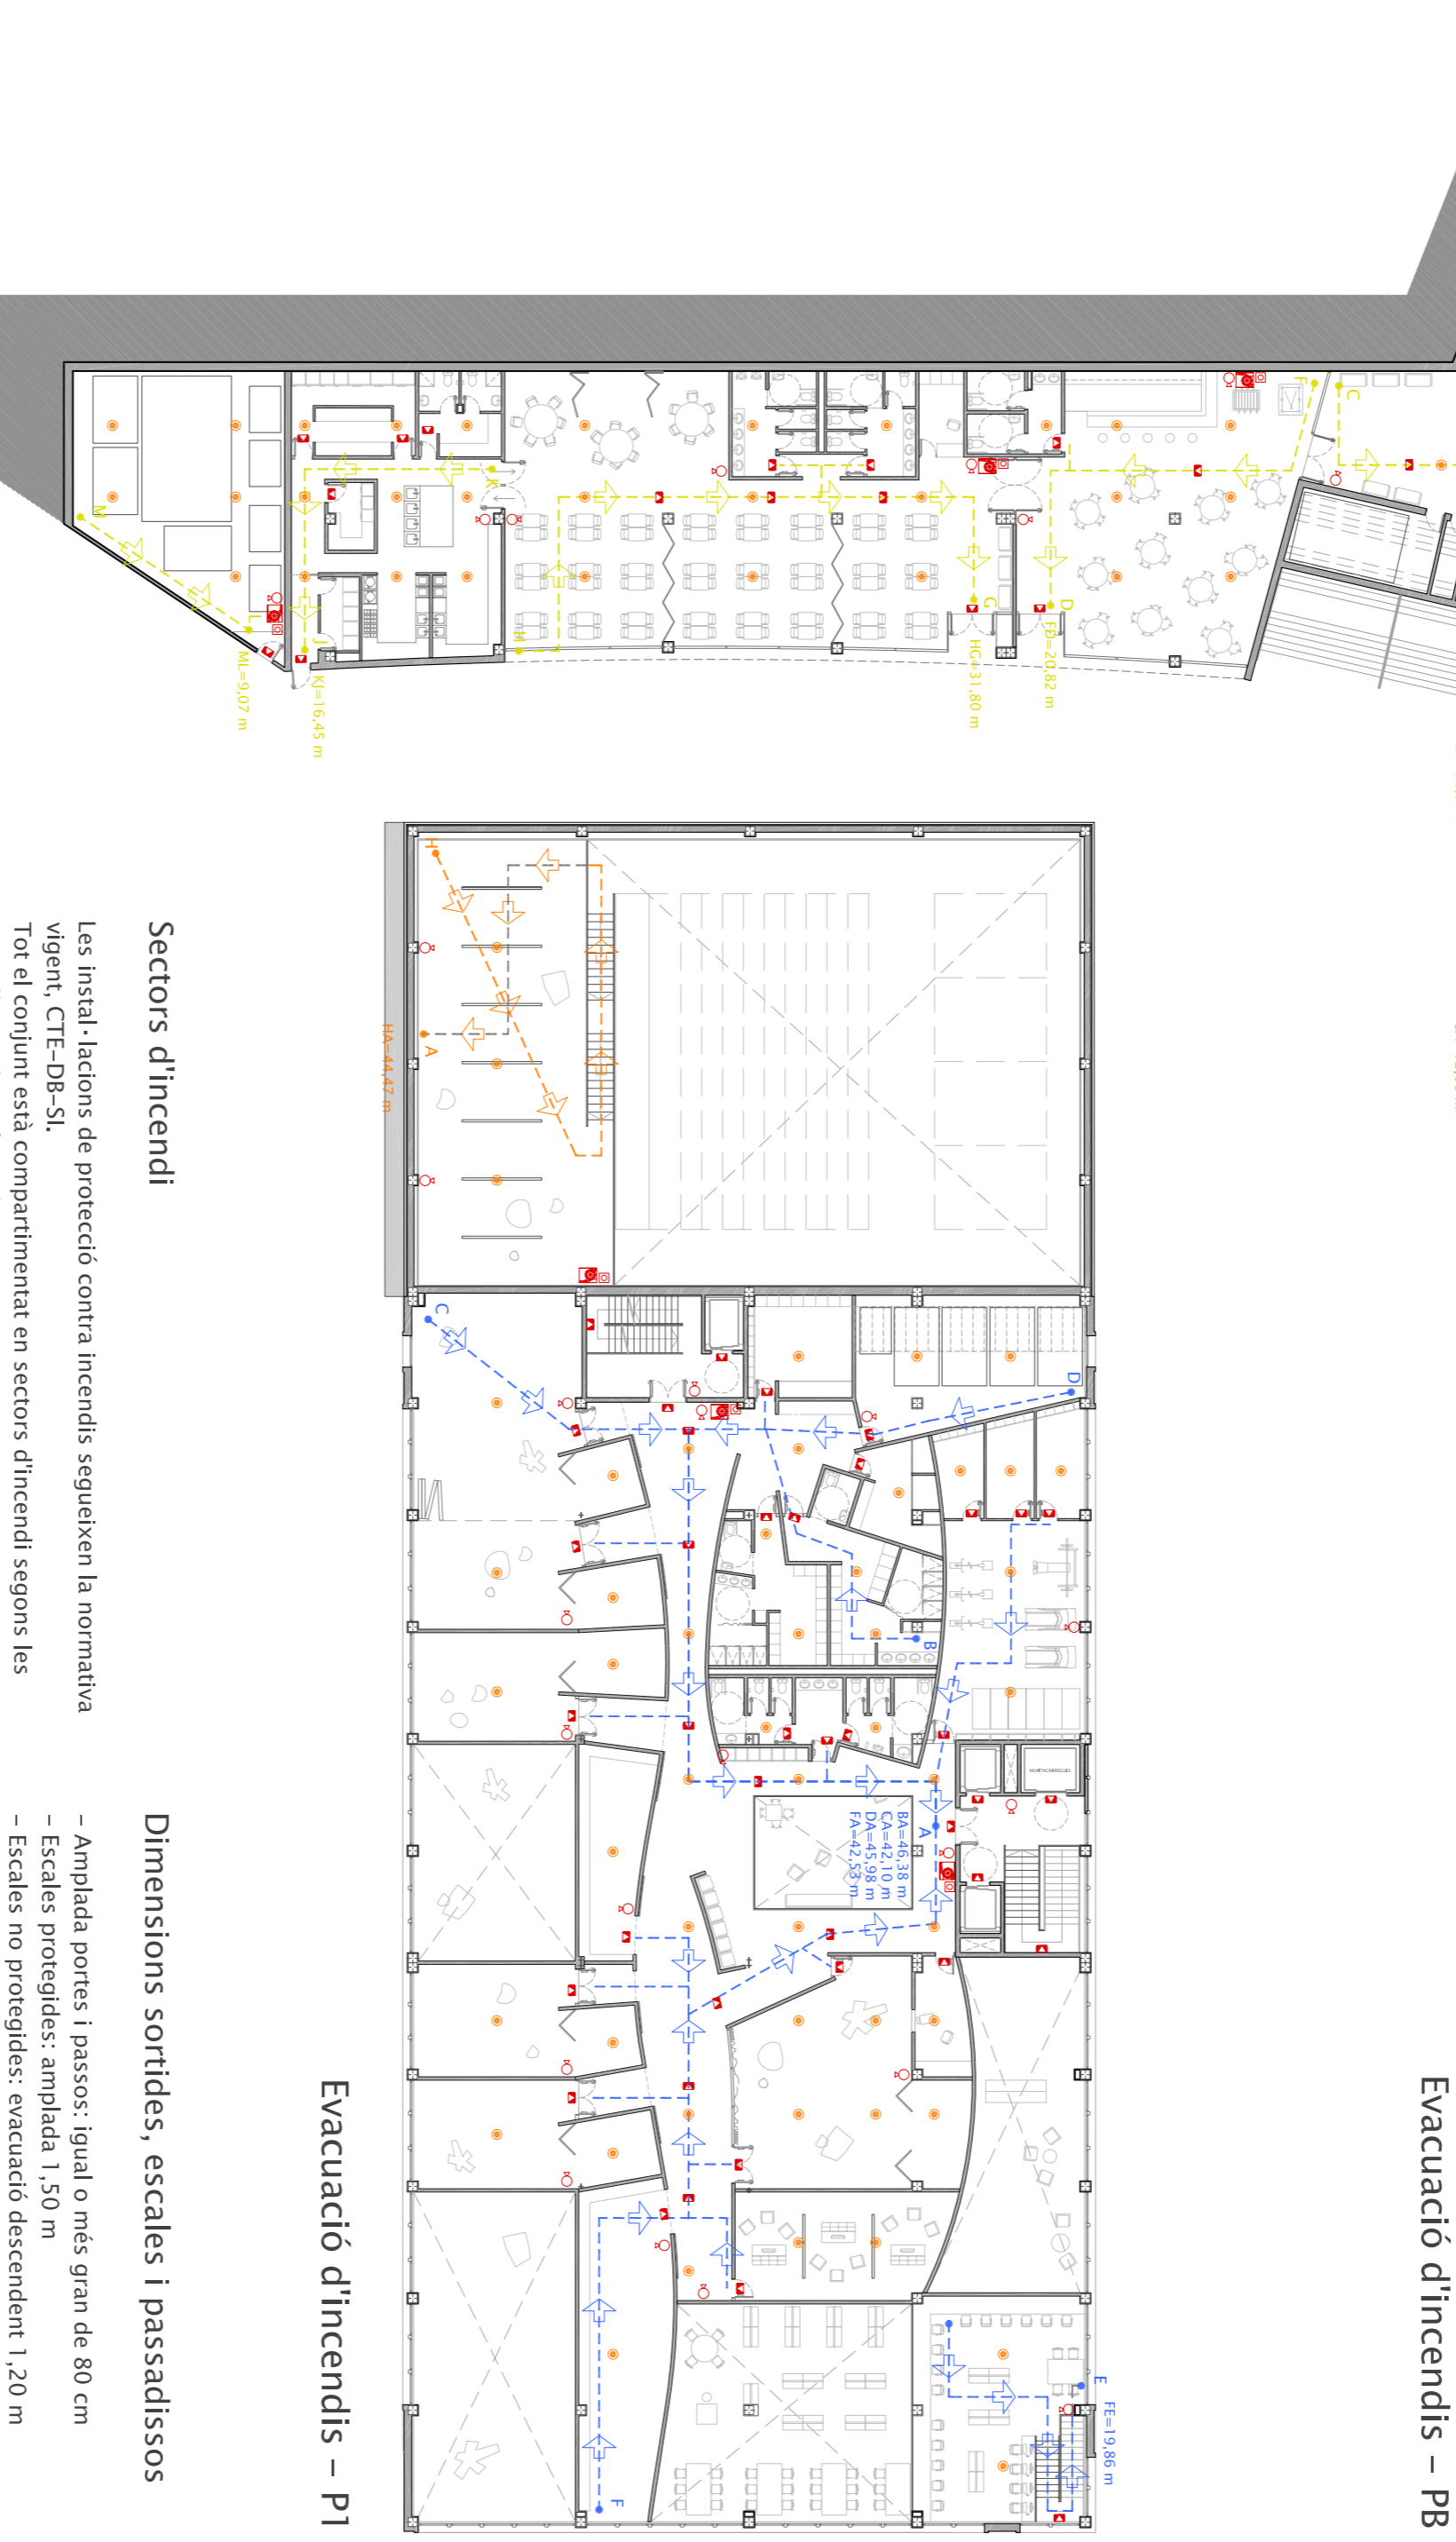 Evacuació d'incendis – PB
C
F
D
FD=20,82 m
G
HG=31,80 m
H
K
J
KJ=16,45 m
L
M
ML=9,07 m
H
A
HA=44,47 m
C
D
B
A
BA=46,38 m
CA=42,10 m
DA=45,98 m
FA=42,53 m
E
FE=19,86 m
F
Evacuació d'incendis – P1
Sectors d'incendi
Les instal·lacions de protecció contra incendis segueixen la normativa
vigent, CTE–DB–SI.
Tot el conjunt està compartimentat en sectors d'incendi segons les
Dimensions sortides, escales i passadissos
– Amplada portes i passos: igual o més gran de 80 cm
– Escales protegides: amplada 1,50 m
– Escales no protegides: evacuació descendent 1,20 m